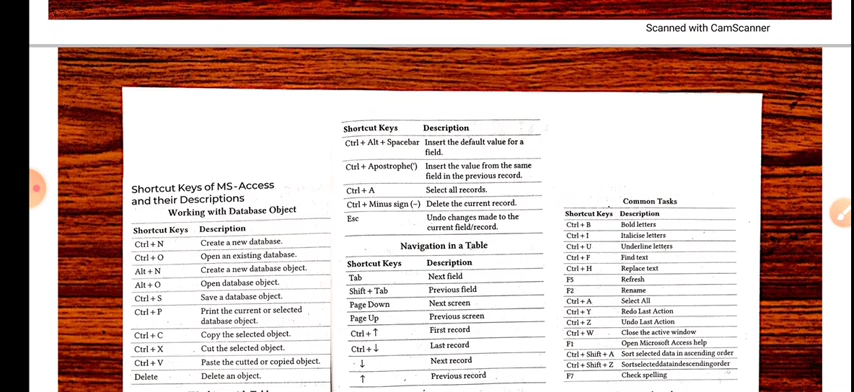 Scanned with CamScanner
Shortcut Keys of MS-Access
and their Descriptions
Working with Database Object
Shortcut Keys Description
Ctrl + N Create a new database.
Ctrl + O Open an existing database.
Alt + N Create a new database object.
Alt + O Open database object.
Ctrl + S Save a database object.
Ctrl + P Print the current or selected
database object.
Ctrl + C Copy the selected object.
Ctrl + X Cut the selected object.
Ctrl + V Paste the cutted or copied object.
Delete Delete an object.
Shortcut Keys Description
Ctrl + Alt + Spacebar Insert the default value for a
field.
Ctrl + Apostrophe(') Insert the value from the same
field in the previous record.
Ctrl + A Select all records.
Ctrl + Minus sign (−) Delete the current record.
Esc Undo changes made to the
current field/record.
Navigation in a Table
Shortcut Keys Description
Tab Next field
Shift + Tab Previous field
Page Down Next screen
Page Up Previous screen
Ctrl + ↑ First record
Ctrl + ↓ Last record
↓ Next record
↑ Previous record
Common Tasks
Shortcut Keys Description
Ctrl + B Bold letters
Ctrl + I Italicise letters
Ctrl + U Underline letters
Ctrl + F Find text
Ctrl + H Replace text
F5 Refresh
F2 Rename
Ctrl + A Select All
Ctrl + Y Redo Last Action
Ctrl + Z Undo Last Action
Ctrl + W Close the active window
F1 Open Microsoft Access help
Ctrl + Shift + A Sort selected data in ascending order
Ctrl + Shift + Z Sortselecteddataindescendingorder
F7 Check spelling